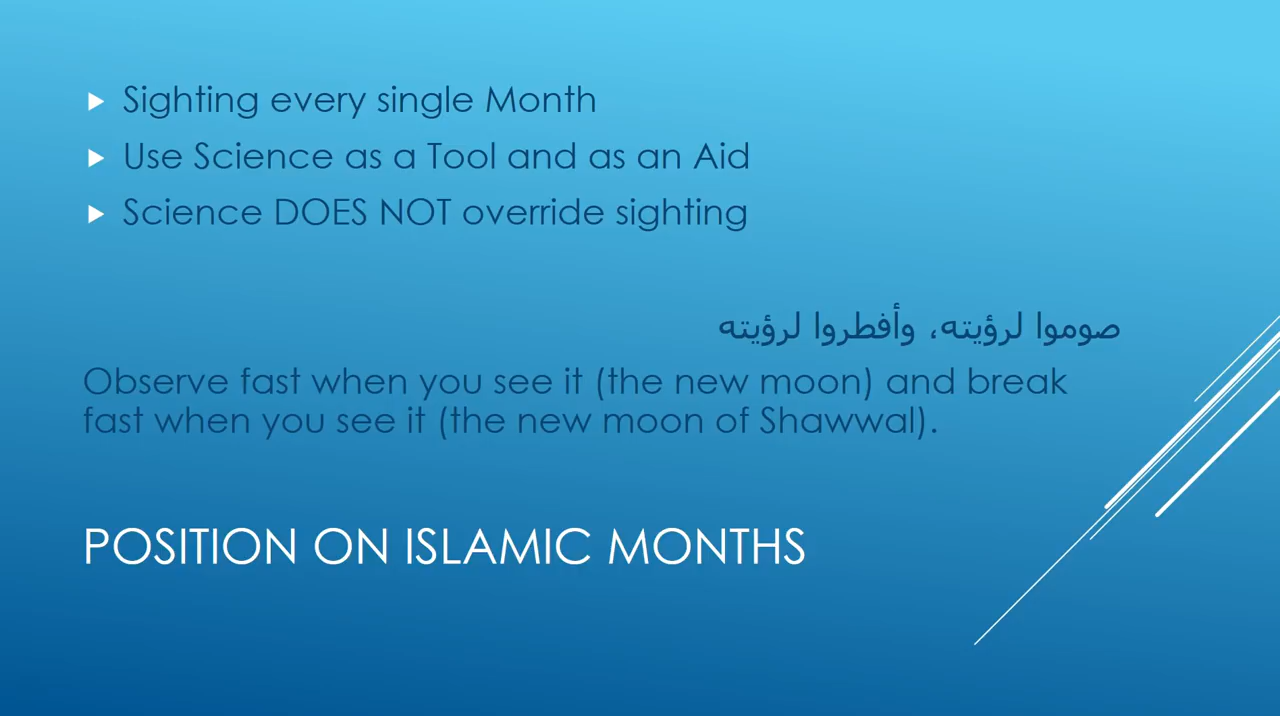 Sighting every single Month
Use Science as a Tool and as an Aid
Science DOES NOT override sighting
صوموا لرؤيته، وأفطروا لرؤيته
Observe fast when you see it (the new moon) and break
fast when you see it (the new moon of Shawwal).
POSITION ON ISLAMIC MONTHS